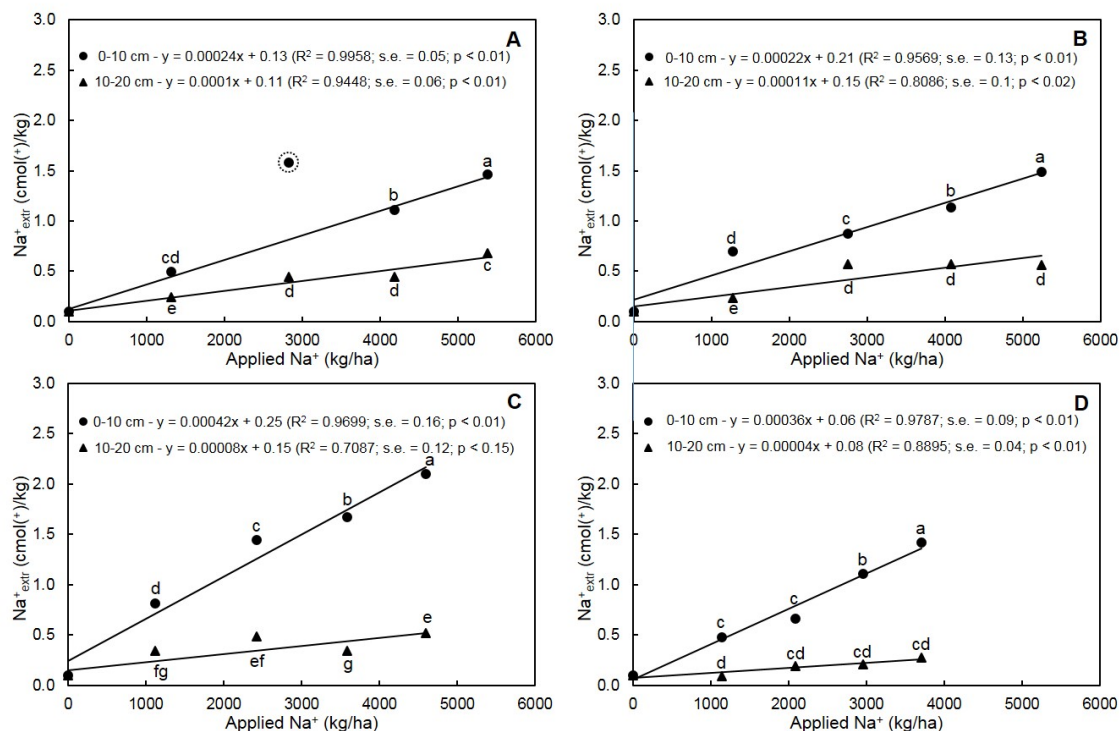 A
3.0
2.5
2.0
1.5
1.0
0.5
0.0
Na⁺extr (cmol(⁺)/kg)
0-10 cm - y = 0.00024x + 0.13 (R² = 0.9958; s.e. = 0.05; p < 0.01)
10-20 cm - y = 0.0001x + 0.11 (R² = 0.9448; s.e. = 0.06; p < 0.01)
a
b
cd
c
d
d
e
0 1000 2000 3000 4000 5000 6000
Applied Na⁺ (kg/ha)
B
3.0
2.5
2.0
1.5
1.0
0.5
0.0
Na⁺extr (cmol(⁺)/kg)
0-10 cm - y = 0.00022x + 0.21 (R² = 0.9569; s.e. = 0.13; p < 0.01)
10-20 cm - y = 0.00011x + 0.15 (R² = 0.8086; s.e. = 0.1; p < 0.02)
a
b
c
d
d
d
d
e
0 1000 2000 3000 4000 5000 6000
Applied Na⁺ (kg/ha)
C
3.0
2.5
2.0
1.5
1.0
0.5
0.0
Na⁺extr (cmol(⁺)/kg)
0-10 cm - y = 0.00042x + 0.25 (R² = 0.9699; s.e. = 0.16; p < 0.01)
10-20 cm - y = 0.00008x + 0.15 (R² = 0.7087; s.e. = 0.12; p < 0.15)
a
b
c
d
e
fg
ef
g
0 1000 2000 3000 4000 5000 6000
Applied Na⁺ (kg/ha)
D
3.0
2.5
2.0
1.5
1.0
0.5
0.0
Na⁺extr (cmol(⁺)/kg)
0-10 cm - y = 0.00036x + 0.06 (R² = 0.9787; s.e. = 0.09; p < 0.01)
10-20 cm - y = 0.00004x + 0.08 (R² = 0.8895; s.e. = 0.04; p < 0.01)
a
b
c
c
d
cd
cd
cd
0 1000 2000 3000 4000 5000 6000
Applied Na⁺ (kg/ha)